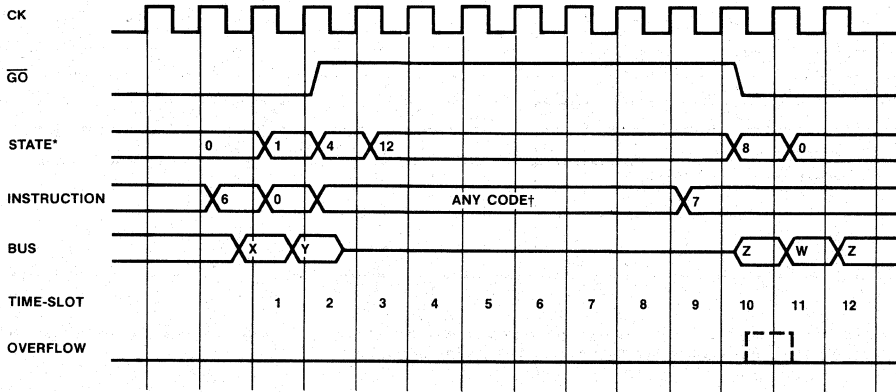 CK
GO
STATE* 0 1 4 12 8 0
INSTRUCTION 6 0 ANY CODE† 7
BUS X Y Z W Z
TIME-SLOT 1 2 3 4 5 6 7 8 9 10 11 12
OVERFLOW